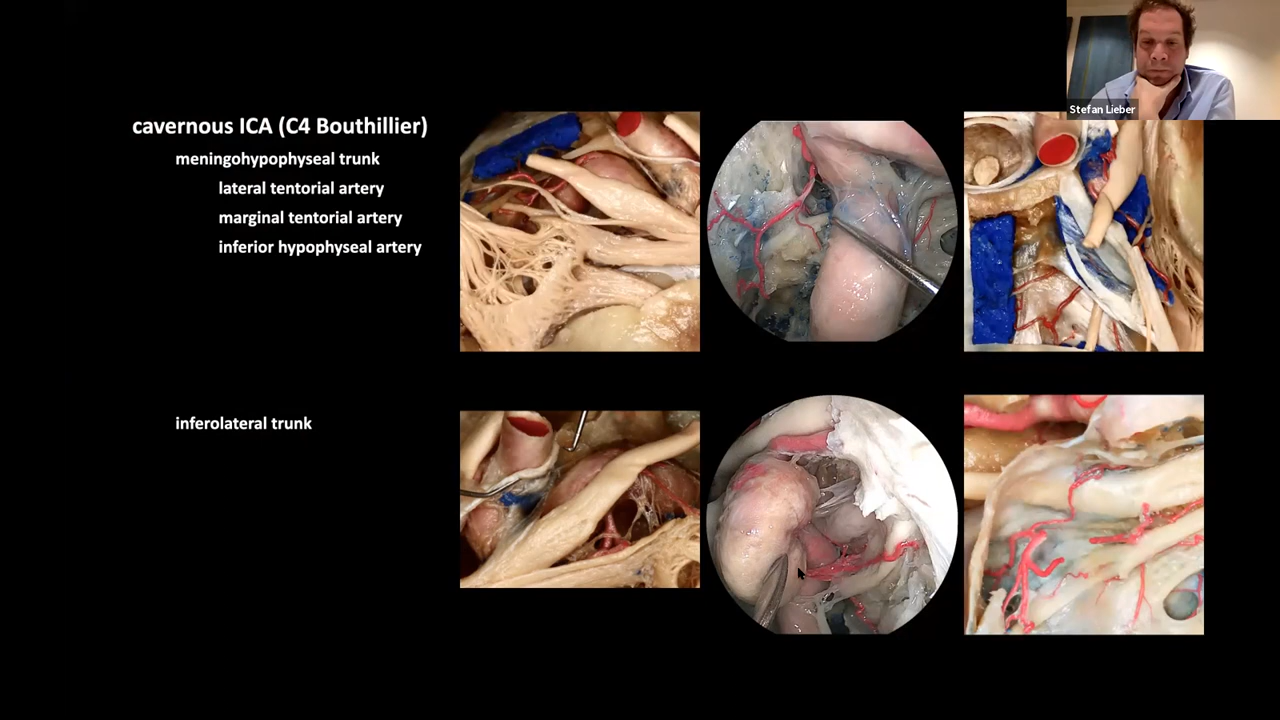 Stefan Lieber
cavernous ICA (C4 Bouthillier)
meningohypophyseal trunk
lateral tentorial artery
marginal tentorial artery
inferior hypophyseal artery
inferolateral trunk